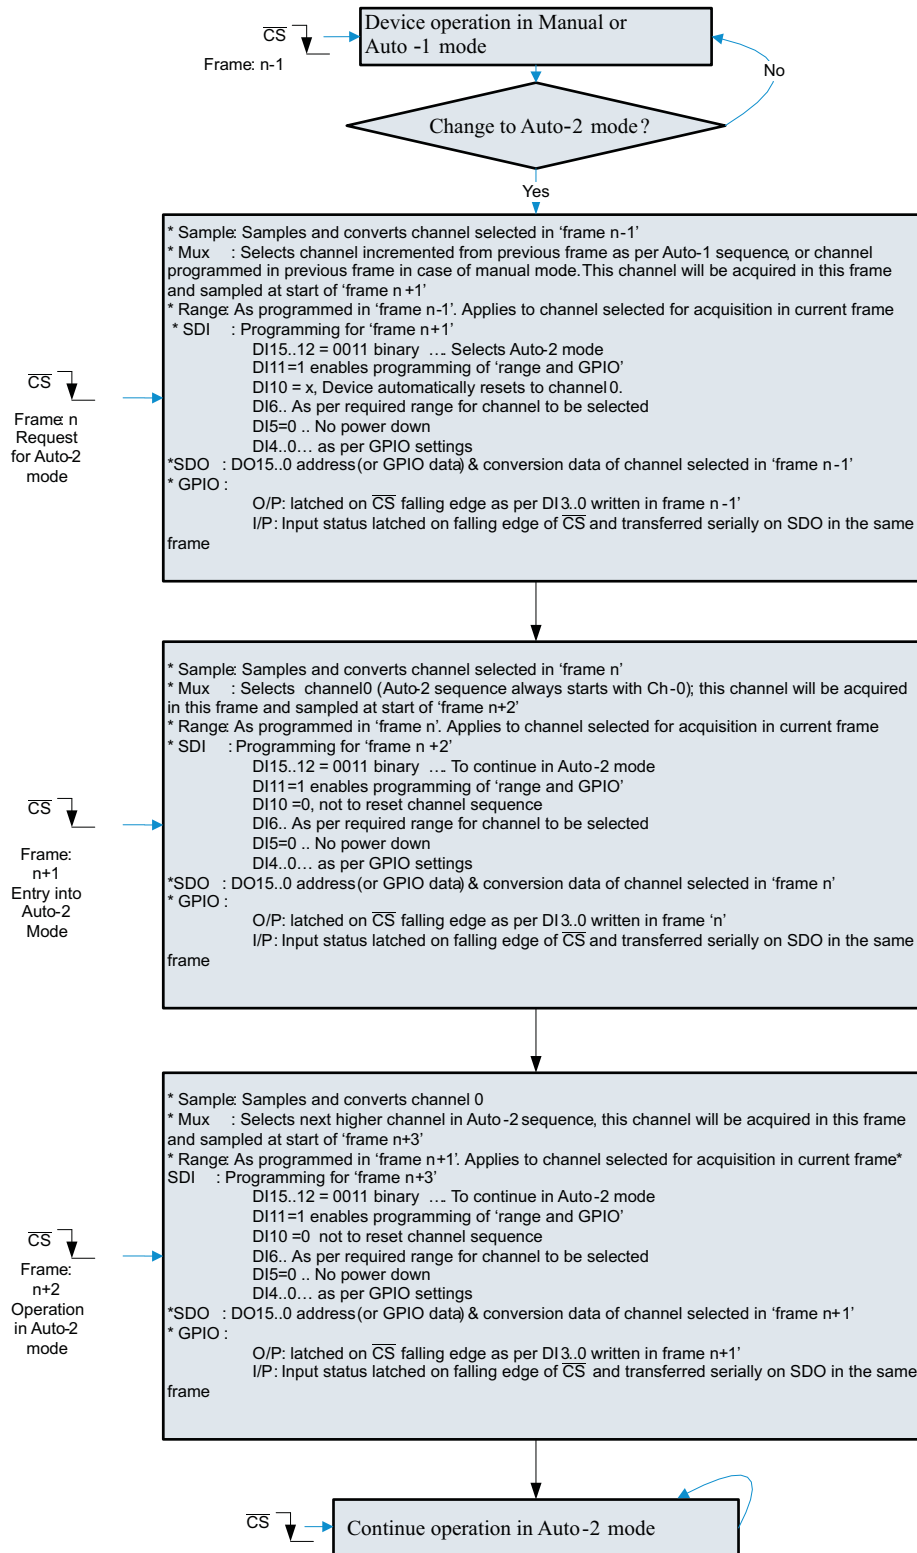 Device operation in Manual or
Auto -1 mode
CS
Frame: n-1
No
Change to Auto-2 mode?
Yes
* Sample: Samples and converts channel selected in ‘frame n-1’
* Mux : Selects channel incremented from previous frame as per Auto-1 sequence, or channel
programmed in previous frame in case of manual mode. This channel will be acquired in this frame
and sampled at start of ‘frame n+1’
* Range: As programmed in ‘frame n-1’. Applies to channel selected for acquisition in current frame
* SDI : Programming for ‘frame n+1’
DI15..12 = 0011 binary …. Selects Auto-2 mode
DI11=1 enables programming of ‘range and GPIO’
DI10 = x, Device automatically resets to channel 0.
DI6.. As per required range for channel to be selected
DI5=0 .. No power down
DI4..0… as per GPIO settings
*SDO : DO15..0 address (or GPIO data) & conversion data of channel selected in ‘frame n-1’
* GPIO :
O/P: latched on CS falling edge as per DI3..0 written in frame n-1’
I/P: Input status latched on falling edge of CS and transferred serially on SDO in the same
frame
CS
Frame: n
Request
for Auto-2
mode
* Sample: Samples and converts channel selected in ‘frame n’
* Mux : Selects channel0 (Auto-2 sequence always starts with Ch-0); this channel will be acquired
in this frame and sampled at start of ‘frame n+2’
* Range: As programmed in ‘frame n’. Applies to channel selected for acquisition in current frame
* SDI : Programming for ‘frame n+2’
DI15..12 = 0011 binary …. To continue in Auto-2 mode
DI11=1 enables programming of ‘range and GPIO’
DI10 =0, not to reset channel sequence
DI6.. As per required range for channel to be selected
DI5=0 .. No power down
DI4..0… as per GPIO settings
*SDO : DO15..0 address (or GPIO data) & conversion data of channel selected in ‘frame n’
* GPIO :
O/P: latched on CS falling edge as per DI3..0 written in frame ‘n’
I/P: Input status latched on falling edge of CS and transferred serially on SDO in the same
frame
CS
Frame:
n+1
Entry into
Auto-2
Mode
* Sample: Samples and converts channel 0
* Mux : Selects next higher channel in Auto-2 sequence, this channel will be acquired in this frame
and sampled at start of ‘frame n+3’
* Range: As programmed in ‘frame n+1’. Applies to channel selected for acquisition in current frame*
SDI : Programming for ‘frame n+3’
DI15..12 = 0011 binary …. To continue in Auto-2 mode
DI11=1 enables programming of ‘range and GPIO’
DI10 =0 not to reset channel sequence
DI6.. As per required range for channel to be selected
DI5=0 .. No power down
DI4..0… as per GPIO settings
*SDO : DO15..0 address (or GPIO data) & conversion data of channel selected in ‘frame n+1’
* GPIO :
O/P: latched on CS falling edge as per DI3..0 written in frame n+1’
I/P: Input status latched on falling edge of CS and transferred serially on SDO in the same
frame
CS
Frame:
n+2
Operation
in Auto-2
mode
CS
Continue operation in Auto-2 mode